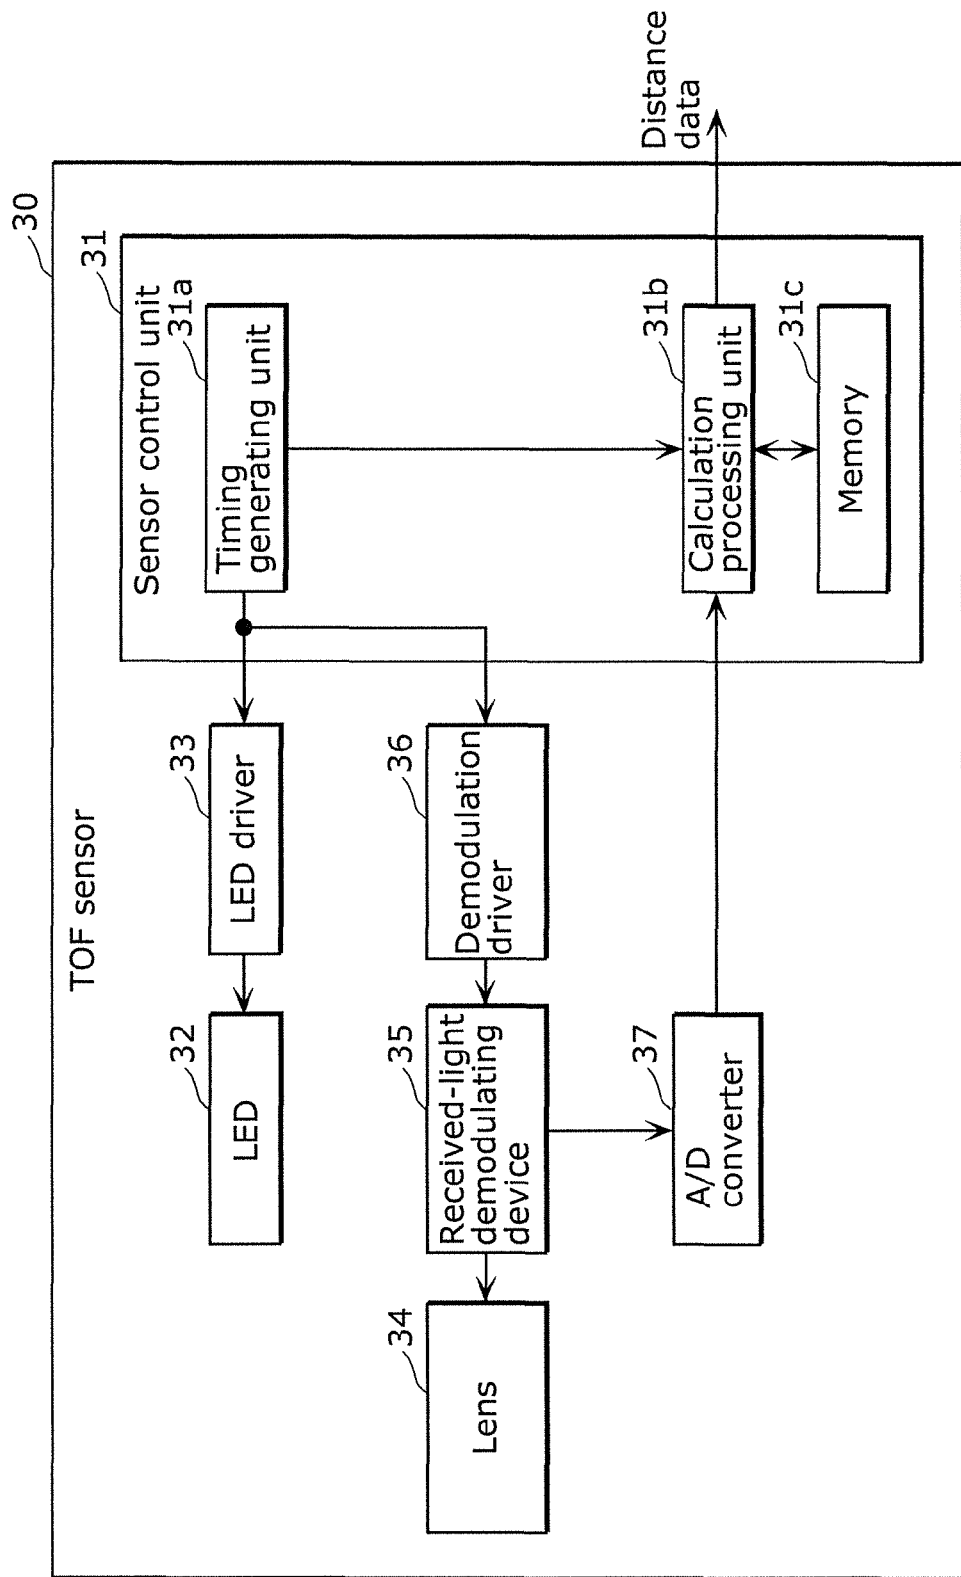 30
TOF sensor
31
Sensor control unit
32
LED
33
LED driver
31a
Timing
generating unit
34
Lens
35
Received-light
demodulating
device
36
Demodulation
driver
37
A/D
converter
31b
Calculation
processing unit
Distance
data
31c
Memory